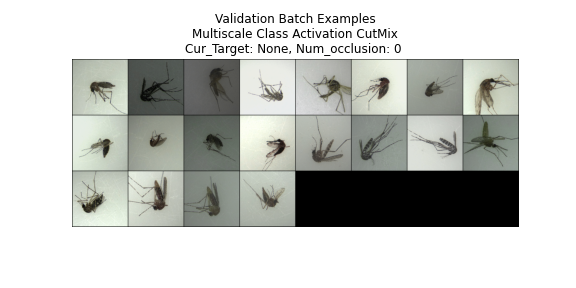 Validation Batch Examples
Multiscale Class Activation CutMix
Cur_Target: None, Num_occlusion: 0